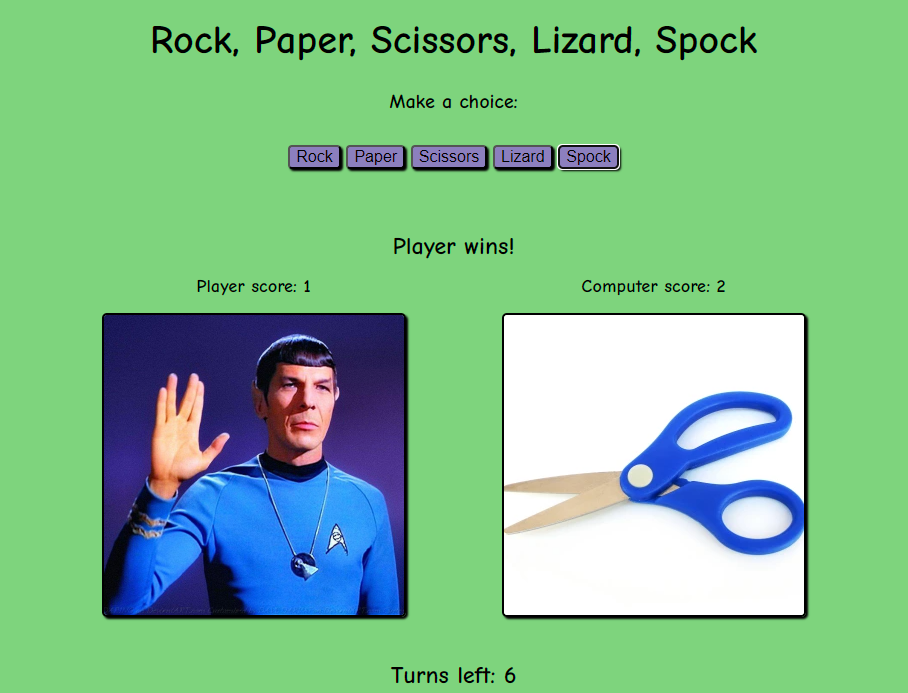 Rock, Paper, Scissors, Lizard, Spock
Make a choice:
Rock Paper Scissors Lizard Spock
Player wins!
Player score: 1 Computer score: 2
Turns left: 6